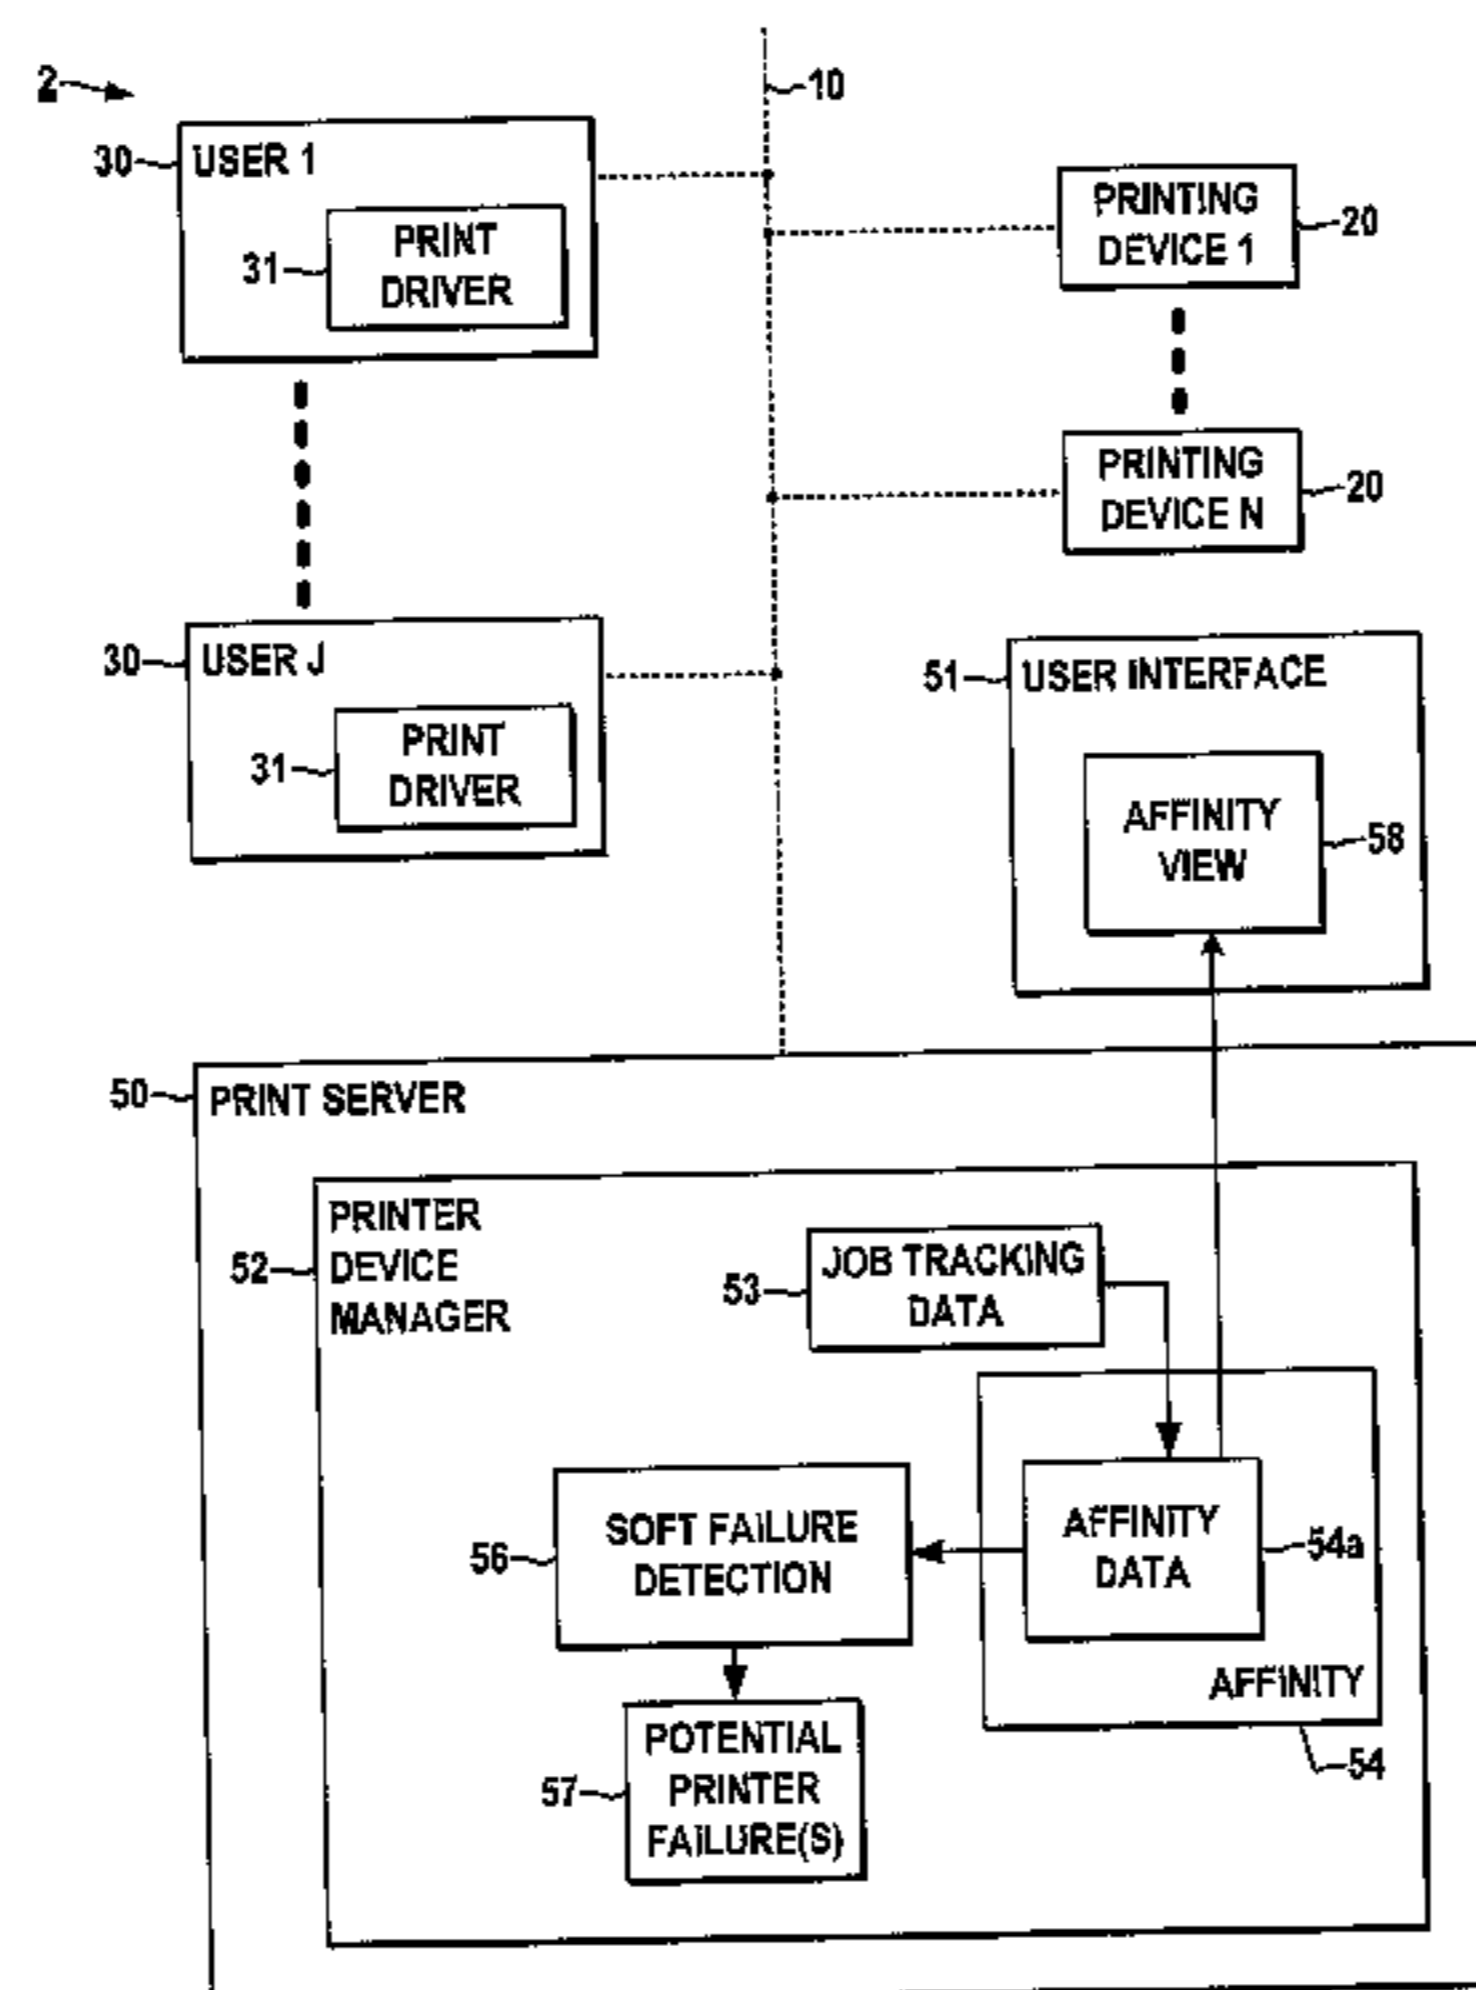 2
10
30
USER 1
31
PRINT
DRIVER
PRINTING
DEVICE 1
20
PRINTING
DEVICE N
20
30
USER J
31
PRINT
DRIVER
51
USER INTERFACE
AFFINITY
VIEW
58
50
PRINT SERVER
52
PRINTER
DEVICE
MANAGER
53
JOB TRACKING
DATA
56
SOFT FAILURE
DETECTION
AFFINITY
DATA
54a
AFFINITY
54
57
POTENTIAL
PRINTER
FAILURE(S)